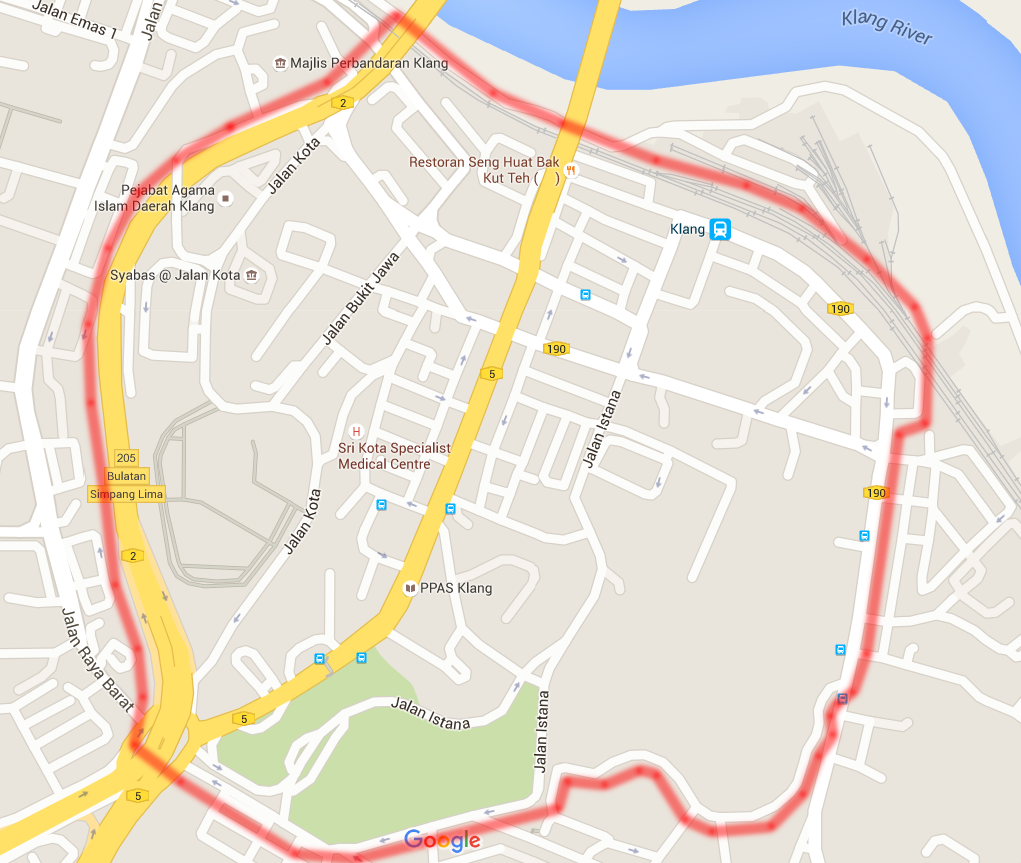 Jalan Emas 1
Jalan
Klang River
Majlis Perbandaran Klang
2
Jalan Kota
Restoran Seng Huat Bak
Kut Teh ( )
Pejabat Agama
Islam Daerah Klang
Klang
Syabas @ Jalan Kota
Jalan Bukit Jawa
190
190
5
Jalan Istana
Sri Kota Specialist
Medical Centre
205
Bulatan
Simpang Lima
190
Jalan Kota
2
PPAS Klang
Jalan Raya Barat
5
Jalan Istana
Jalan Istana
5
Google